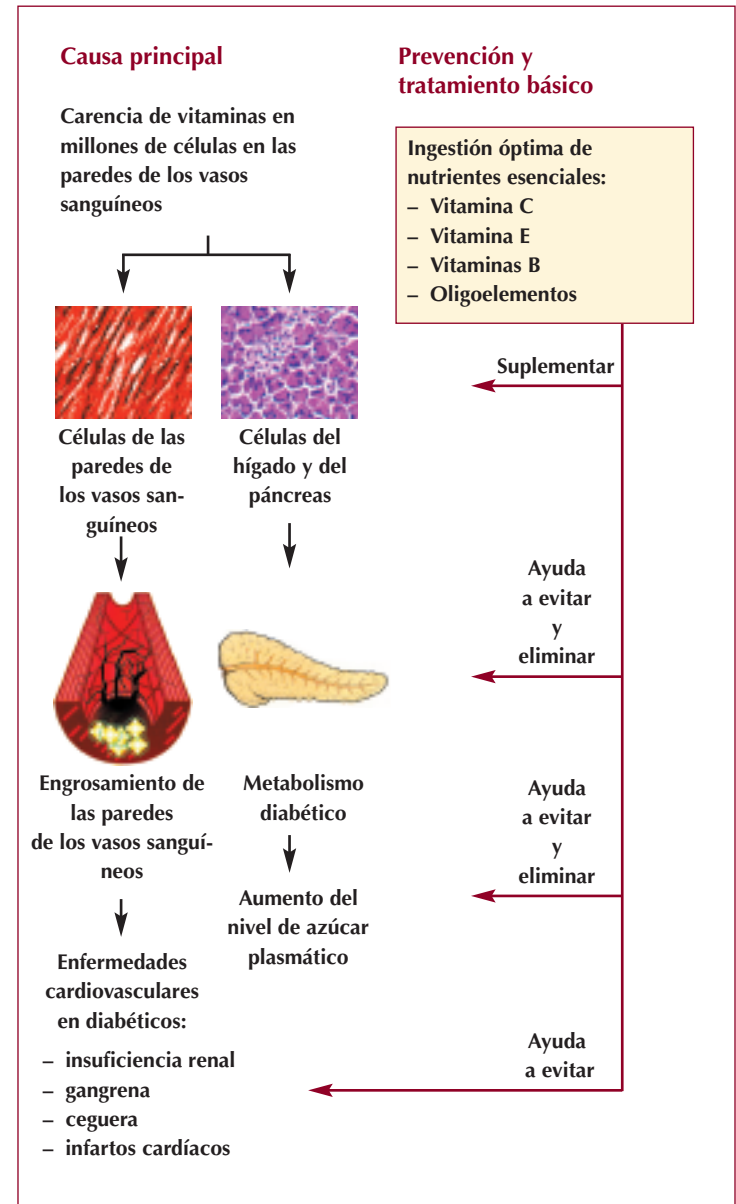 Causa principal
Carencia de vitaminas en
millones de células en las
paredes de los vasos
sanguíneos
Células de las
paredes de
los vasos san-
guíneos
Células del
hígado y del
páncreas
Engrosamiento de
las paredes
de los vasos sanguí-
neos
Metabolismo
diabético
Aumento del
nivel de azúcar
plasmático
Enfermedades
cardiovasculares
en diabéticos:
– insuficiencia renal
– gangrena
– ceguera
– infartos cardíacos
Prevención y
tratamiento básico
Ingestión óptima de
nutrientes esenciales:
– Vitamina C
– Vitamina E
– Vitaminas B
– Oligoelementos
Suplementar
Ayuda
a evitar
y
eliminar
Ayuda
a evitar
y
eliminar
Ayuda
a evitar